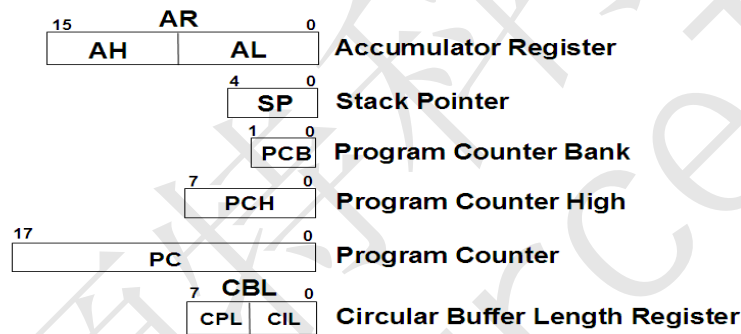 AR
15 0
AH AL Accumulator Register
4 0
SP Stack Pointer
1 0
PCB Program Counter Bank
7 0
PCH Program Counter High
17 0
PC Program Counter
7 CBL 0
CPL CIL Circular Buffer Length Register